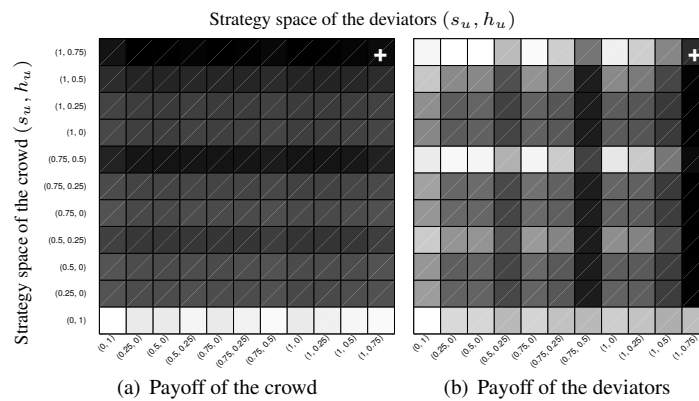 Strategy space of the deviators (s_u, h_u)
Strategy space of the crowd (s_u, h_u)
(1, 0.75)
(1, 0.5)
(1, 0.25)
(1, 0)
(0.75, 0.5)
(0.75, 0.25)
(0.75, 0)
(0.5, 0.25)
(0.5, 0)
(0.25, 0)
(0, 1)
(0, 1) (0.25, 0) (0.5, 0) (0.5, 0.25) (0.75, 0) (0.75, 0.25) (0.75, 0.5) (1, 0) (1, 0.25) (1, 0.5) (1, 0.75)
(0, 1) (0.25, 0) (0.5, 0) (0.5, 0.25) (0.75, 0) (0.75, 0.25) (0.75, 0.5) (1, 0) (1, 0.25) (1, 0.5) (1, 0.75)
(a) Payoff of the crowd
(b) Payoff of the deviators